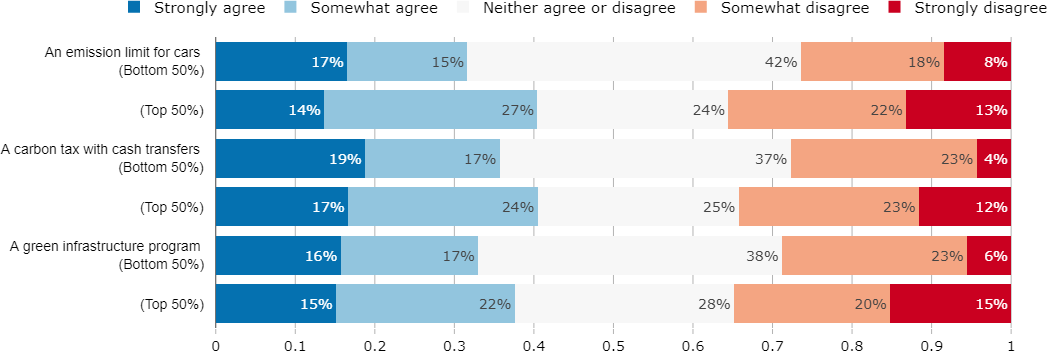 Strongly agree Somewhat agree Neither agree or disagree Somewhat disagree Strongly disagree
An emission limit for cars
(Bottom 50%)
17% 15% 42% 18% 8%
(Top 50%)
14% 27% 24% 22% 13%
A carbon tax with cash transfers
(Bottom 50%)
19% 17% 37% 23% 4%
(Top 50%)
17% 24% 25% 23% 12%
A green infrastructure program
(Bottom 50%)
16% 17% 38% 23% 6%
(Top 50%)
15% 22% 28% 20% 15%
0 0.1 0.2 0.3 0.4 0.5 0.6 0.7 0.8 0.9 1